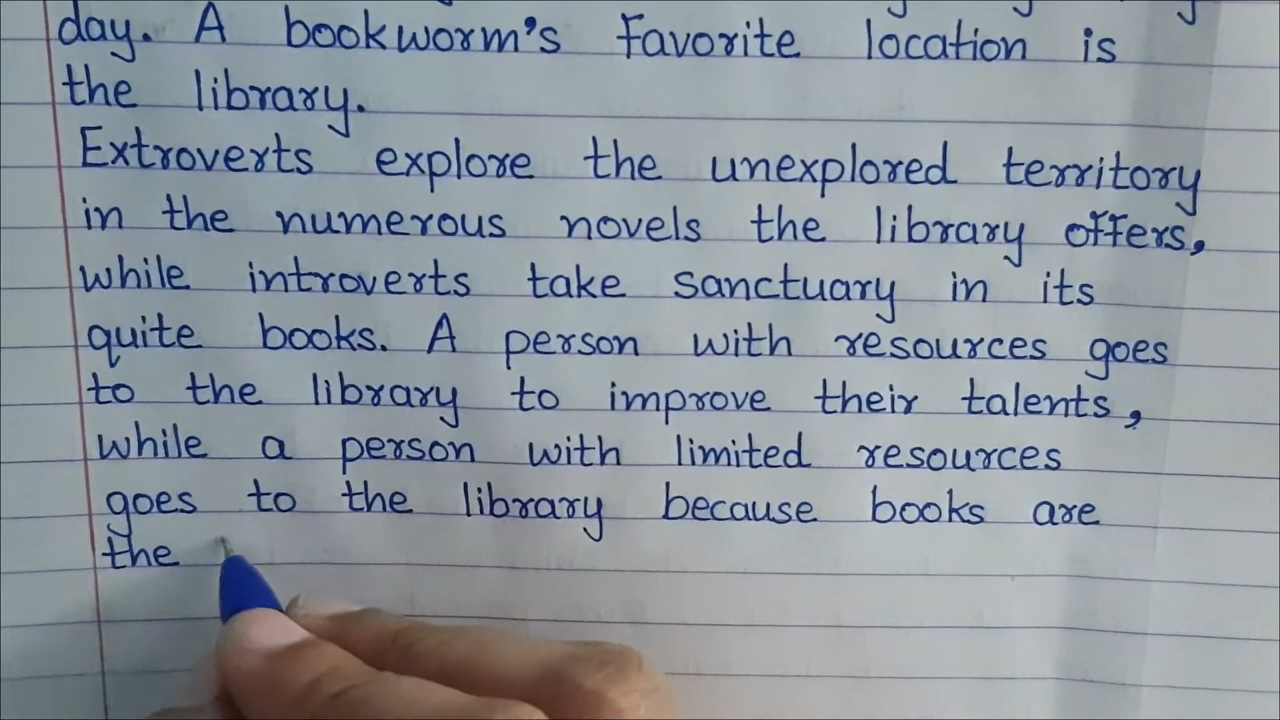 day. A bookworm's favorite location is
the library.
Extroverts explore the unexplored territory
in the numerous novels the library offers,
while introverts take sanctuary in its
quite books. A person with resources goes
to the library to improve their talents,
while a person with limited resources
goes to the library because books are
the